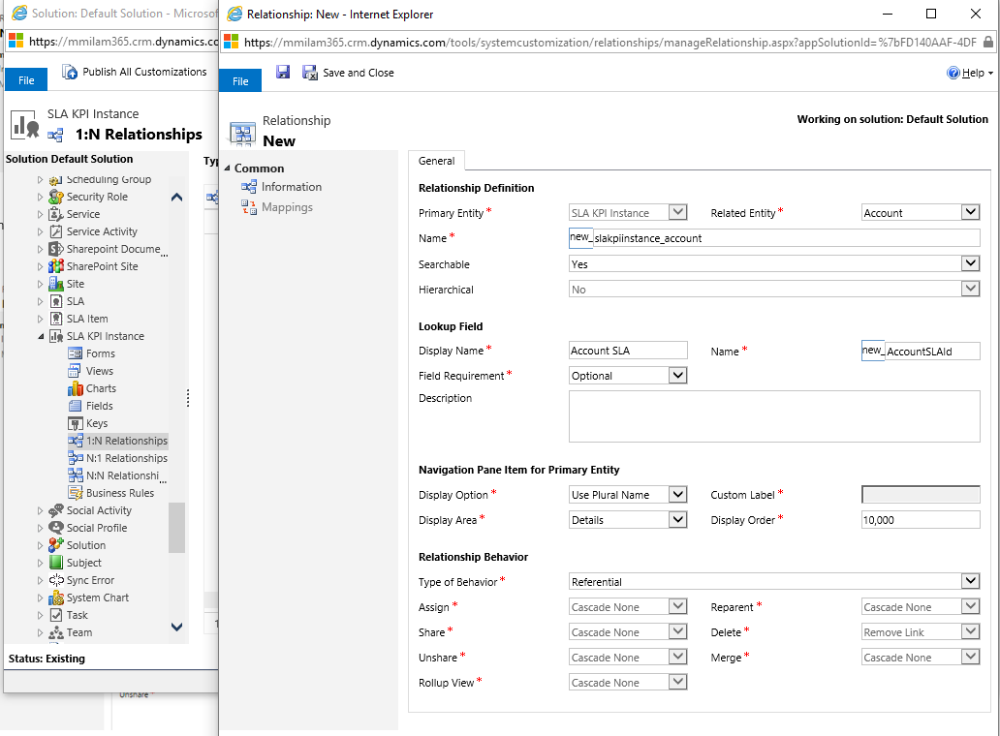 Solution: Default Solution - Microsof
https://mmilam365.crm.dynamics.co
File
Publish All Customizations
SLA KPI Instance
1:N Relationships
Solution Default Solution
Ty
Scheduling Group
Security Role
Service
Service Activity
Sharepoint Docume...
SharePoint Site
Site
SLA
SLA Item
SLA KPI Instance
Forms
Views
Charts
Fields
Keys
1:N Relationships
N:1 Relationships
N:N Relationshi...
Business Rules
Social Activity
Social Profile
Solution
Subject
Sync Error
System Chart
Task
Team
Status: Existing
Unshare *
Relationship: New - Internet Explorer
https://mmilam365.crm.dynamics.com/tools/systemcustomization/relationships/manageRelationship.aspx?appSolutionId=%7bFD140AAF-4DF
File
Save and Close
Help
Relationship
New
Working on solution: Default Solution
Common
Information
Mappings
General
Relationship Definition
Primary Entity * SLA KPI Instance Related Entity * Account
Name * new_ slakpiinstance_account
Searchable Yes
Hierarchical No
Lookup Field
Display Name * Account SLA Name * new_ AccountSLAId
Field Requirement * Optional
Description
Navigation Pane Item for Primary Entity
Display Option * Use Plural Name Custom Label *
Display Area * Details Display Order * 10,000
Relationship Behavior
Type of Behavior * Referential
Assign * Cascade None Reparent * Cascade None
Share * Cascade None Delete * Remove Link
Unshare * Cascade None Merge * Cascade None
Rollup View * Cascade None